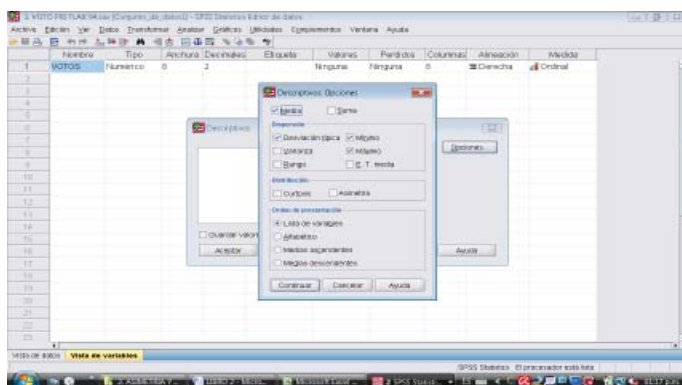 Archivo Edición Ver Datos Transformar Analizar Gráficos Utilidades Complementos Ventana Ayuda
Nombre Tipo Anchura Decimales Etiqueta Valores Perdidos Columnas Alineación Medida
1 VOTOS Numérico 8 2 Ninguna Ninguna 8 Derecha Ordinal
Descriptivos: Opciones
Media Suma
Dispersión
Desviación típica Mínimo
Varianza Máximo
Rango E. T. media
Distribución
Curtosis Asimetría
Orden de presentación
Lista de variables
Alfabético
Medias ascendentes
Medias descendentes
Continuar Cancelar Ayuda
Descriptivos
Opciones...
Guardar valor
Aceptar Ayuda
Vista de datos Vista de variables
SPSS Statistics El procesador está listo